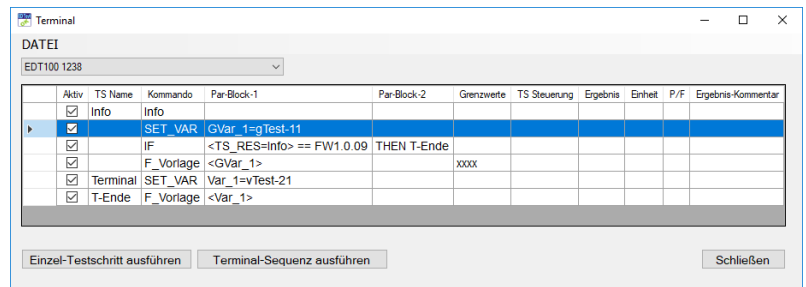 Terminal
DATEI
EDT100 1238
Aktiv TS Name Kommando Par-Block-1 Par-Block-2 Grenzwerte TS Steuerung Ergebnis Einheit P/F Ergebnis-Kommentar
Info Info
SET_VAR GVar_1=gTest-11
IF <TS_RES=Info> == FW1.0.09 THEN T-Ende
F_Vorlage <GVar_1> xxxx
Terminal SET_VAR Var_1=vTest-21
T-Ende F_Vorlage <Var_1>
Einzel-Testschritt ausführen Terminal-Sequenz ausführen Schließen